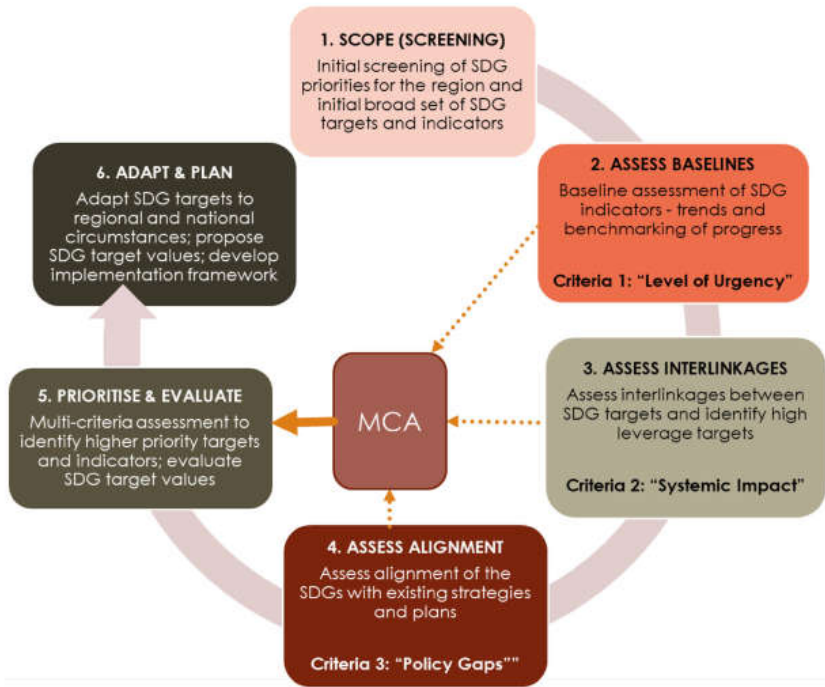 1. SCOPE (SCREENING)
Initial screening of SDG
priorities for the region and
initial broad set of SDG
targets and indicators
2. ASSESS BASELINES
Baseline assessment of SDG
indicators - trends and
benchmarking of progress
Criteria 1: “Level of Urgency”
3. ASSESS INTERLINKAGES
Assess interlinkages between
SDG targets and identify high
leverage targets
Criteria 2: “Systemic Impact”
4. ASSESS ALIGNMENT
Assess alignment of the
SDGs with existing strategies
and plans
Criteria 3: “Policy Gaps””
MCA
5. PRIORITISE & EVALUATE
Multi-criteria assessment to
identify higher priority targets
and indicators; evaluate
SDG target values
6. ADAPT & PLAN
Adapt SDG targets to
regional and national
circumstances; propose
SDG target values; develop
implementation framework